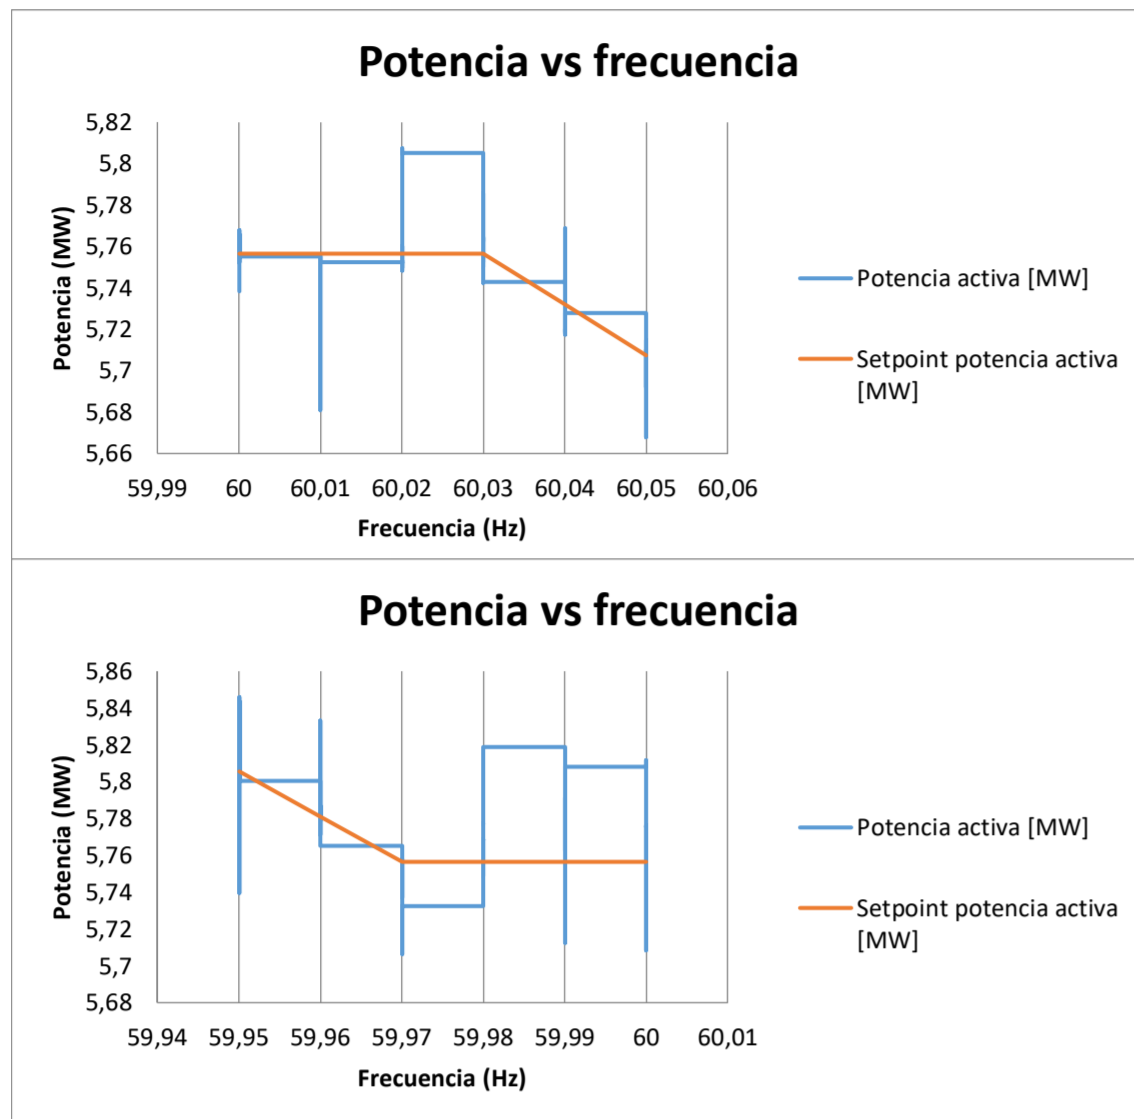 Potencia vs frecuencia
5,82
5,8
5,78
5,76
5,74
5,72
5,7
5,68
5,66
Potencia (MW)
59,99 60 60,01 60,02 60,03 60,04 60,05 60,06
Frecuencia (Hz)
Potencia activa [MW]
Setpoint potencia activa
[MW]
Potencia vs frecuencia
5,86
5,84
5,82
5,8
5,78
5,76
5,74
5,72
5,7
5,68
Potencia (MW)
59,94 59,95 59,96 59,97 59,98 59,99 60 60,01
Frecuencia (Hz)
Potencia activa [MW]
Setpoint potencia activa
[MW]